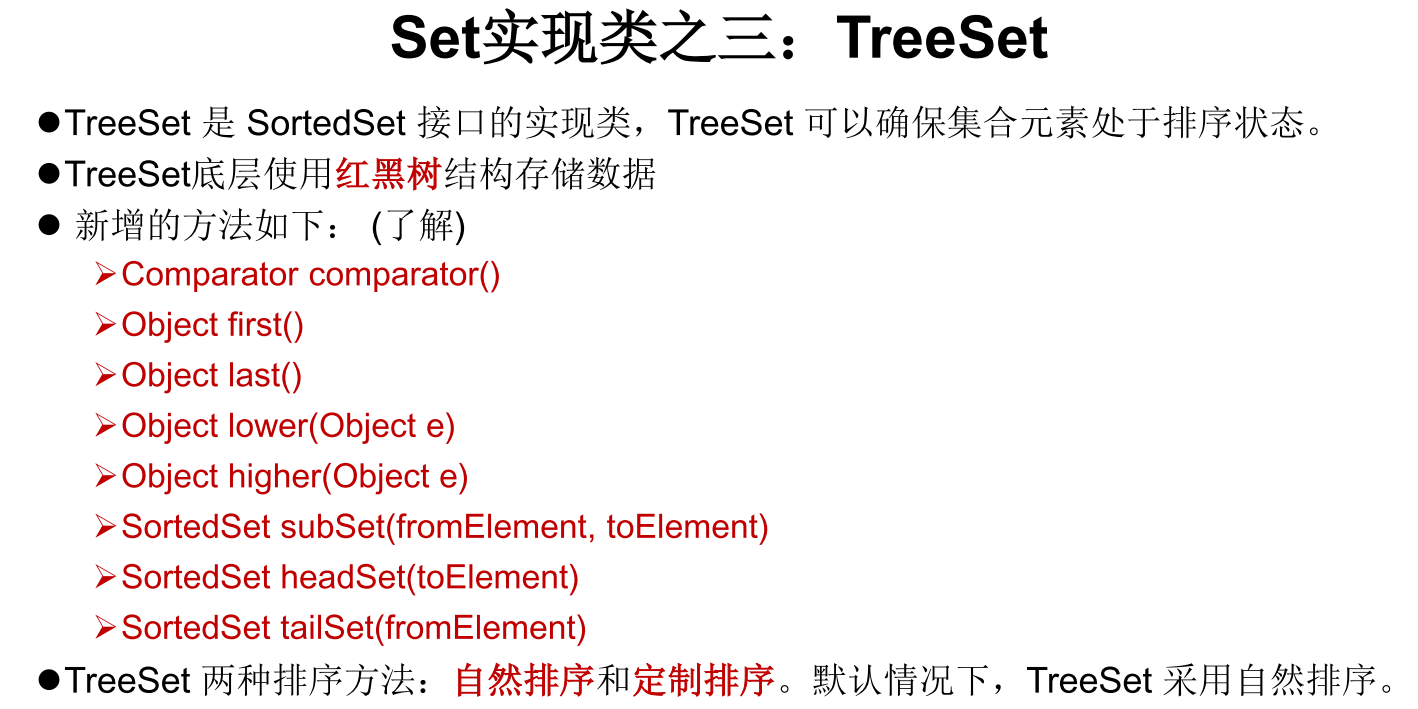 Set实现类之三：TreeSet
●TreeSet 是 SortedSet 接口的实现类，TreeSet 可以确保集合元素处于排序状态。
●TreeSet底层使用红黑树结构存储数据
● 新增的方法如下： (了解)
➢Comparator comparator()
➢Object first()
➢Object last()
➢Object lower(Object e)
➢Object higher(Object e)
➢SortedSet subSet(fromElement, toElement)
➢SortedSet headSet(toElement)
➢SortedSet tailSet(fromElement)
●TreeSet 两种排序方法：自然排序和定制排序。默认情况下，TreeSet 采用自然排序。